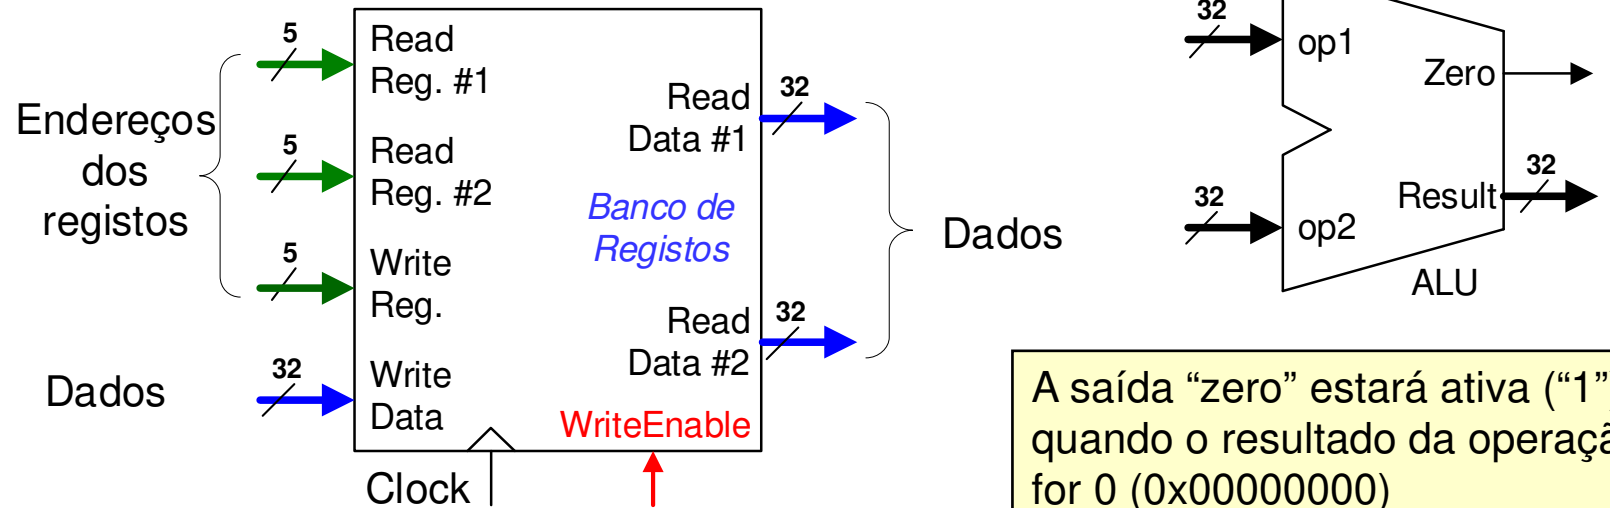 Endereços
dos
registos
Dados
5
5
5
32
Read
Reg. #1
Read
Reg. #2
Write
Reg.
Write
Data
Clock
Read
Data #1
Banco de
Registos
Read
Data #2
WriteEnable
32
32
Dados
32
32
op1
op2
Zero
Result
32
ALU
A saída “zero” estará ativa (“1”
quando o resultado da
for 0 (0x00000000)